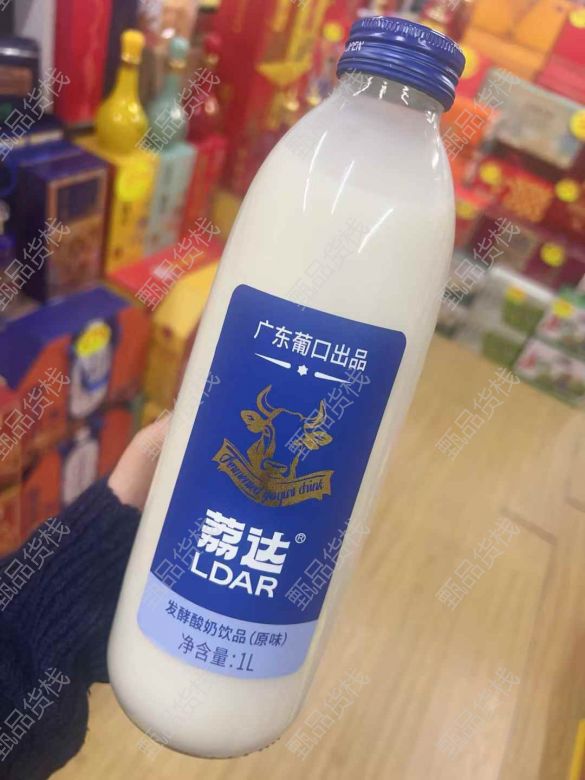 OPEN
广东葡口出品
Fermented yogurt drink
荔达®
LDAR
发酵酸奶饮品(原味)
净含量:1L
甄品货栈